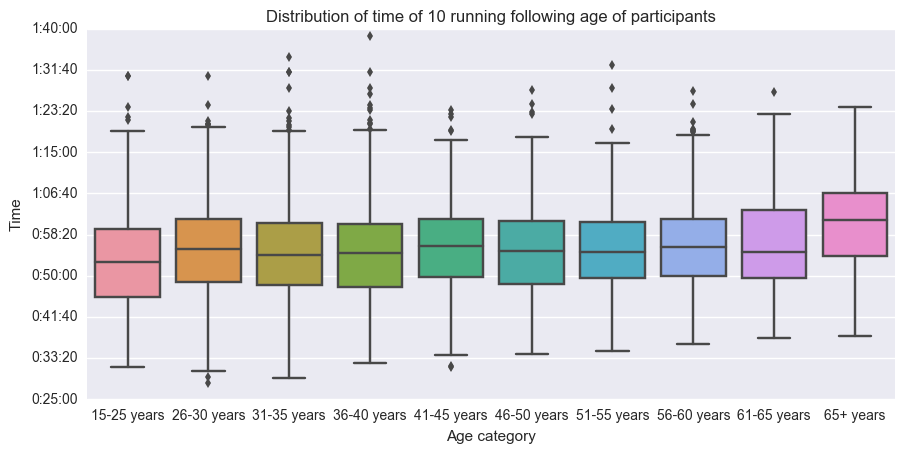 Distribution of time of 10 running following age of participants
Time
1:40:00
1:31:40
1:23:20
1:15:00
1:06:40
0:58:20
0:50:00
0:41:40
0:33:20
0:25:00
15-25 years 26-30 years 31-35 years 36-40 years 41-45 years 46-50 years 51-55 years 56-60 years 61-65 years 65+ years
Age category